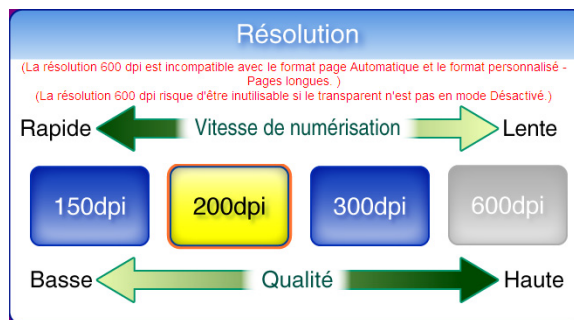 Résolution
(La résolution 600 dpi est incompatible avec le format page Automatique et le format personnalisé -
Pages longues. )
(La résolution 600 dpi risque d'être inutilisable si le transparent n'est pas en mode Désactivé.)
Rapide Vitesse de numérisation Lente
150dpi 200dpi 300dpi 600dpi
Basse Qualité Haute